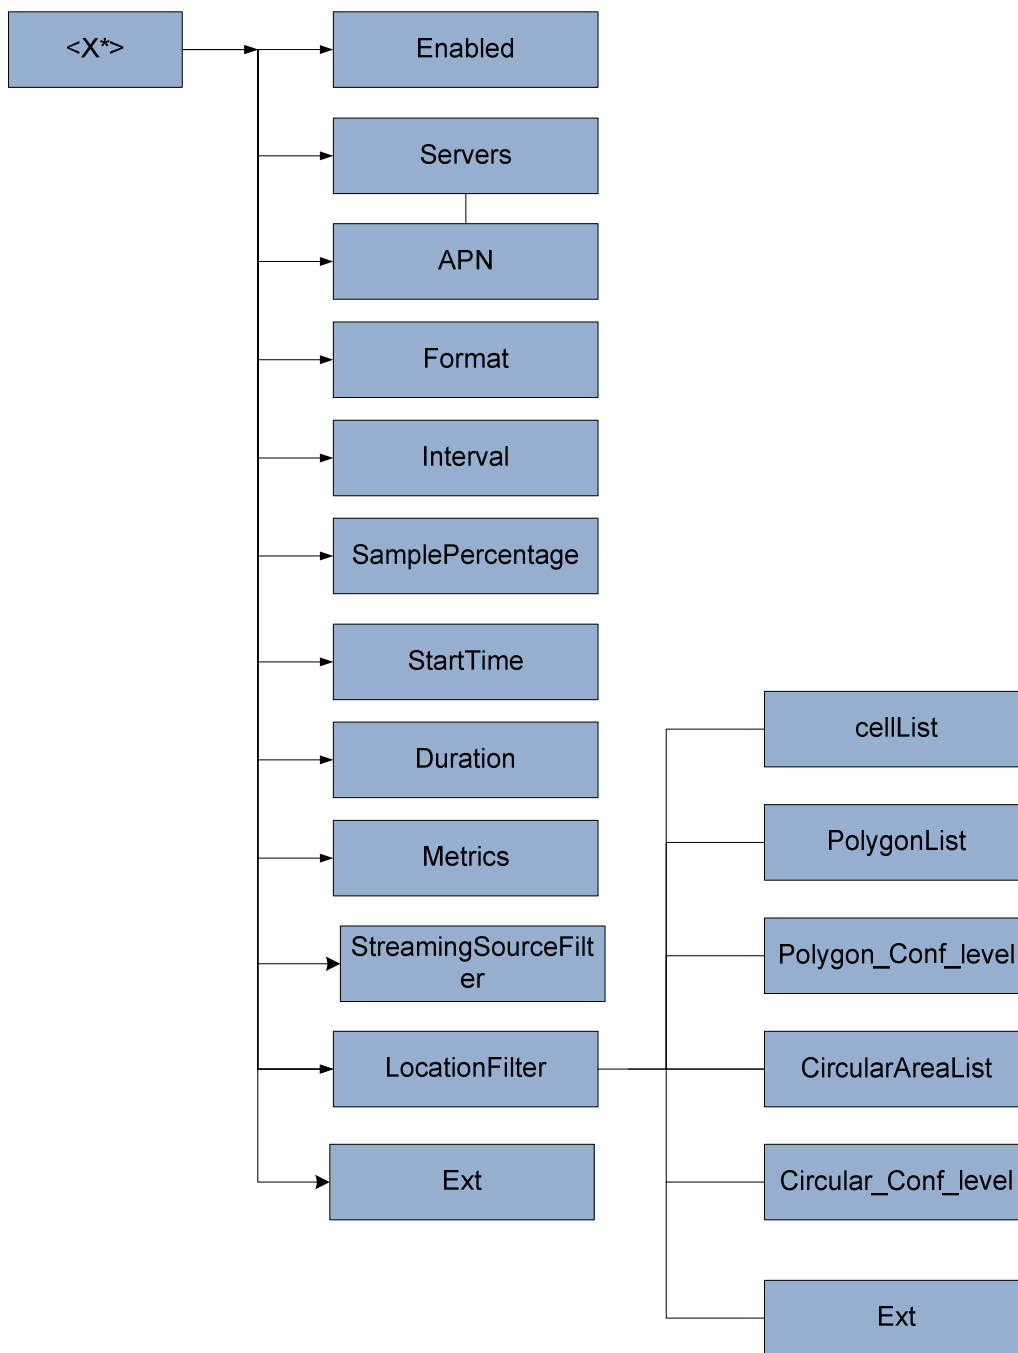 <X*>
Enabled
Servers
APN
Format
Interval
SamplePercentage
StartTime
Duration
Metrics
StreamingSourceFilt
er
LocationFilter
Ext
cellList
PolygonList
Polygon_Conf_level
CircularAreaList
Circular_Conf_level
Ext